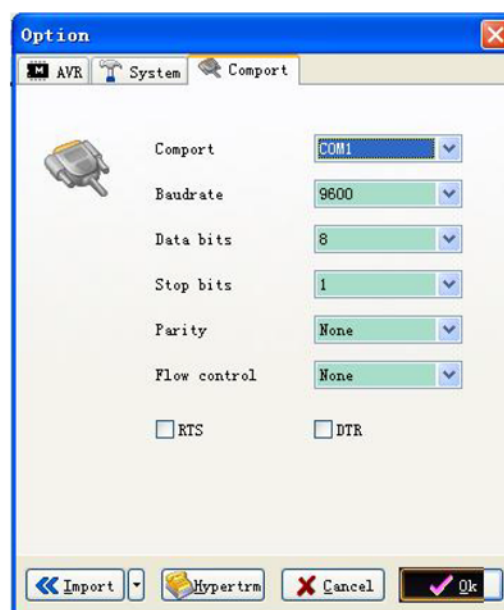 Option
M AVR System Comport
Comport COM1
Baudrate 9600
Data bits 8
Stop bits 1
Parity None
Flow control None
RTS DTR
Import Hypertrm Cancel Ok